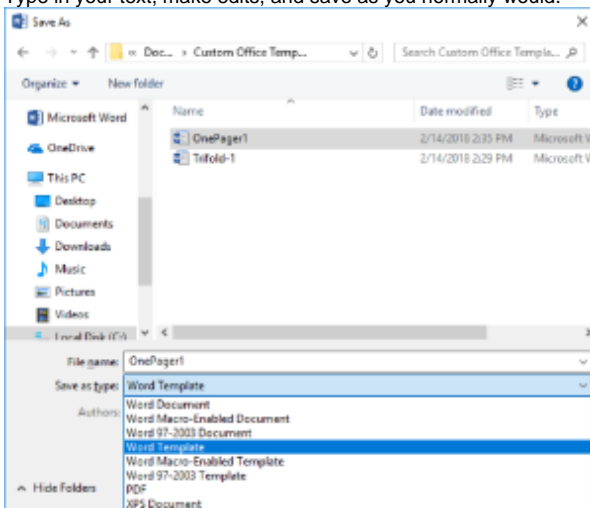 Type in your text, make edits, and save as you normally would.
Save As
« Doc... › Custom Office Temp...
Search Custom Office Templa...
Organize
New folder
Name
Date modified
Type
Microsoft Word
OnePager1
2/14/2018 2:35 PM
Microsoft W
OneDrive
Trifold-1
2/14/2018 2:29 PM
Microsoft W
This PC
Desktop
Documents
Downloads
Music
Pictures
Videos
Local Disk (C:)
File name: OnePager1
Save as type: Word Template
Authors:
Word Document
Word Macro-Enabled Document
Word 97-2003 Document
Word Template
Word Macro-Enabled Template
Word 97-2003 Template
Hide Folders
PDF
XPS Document